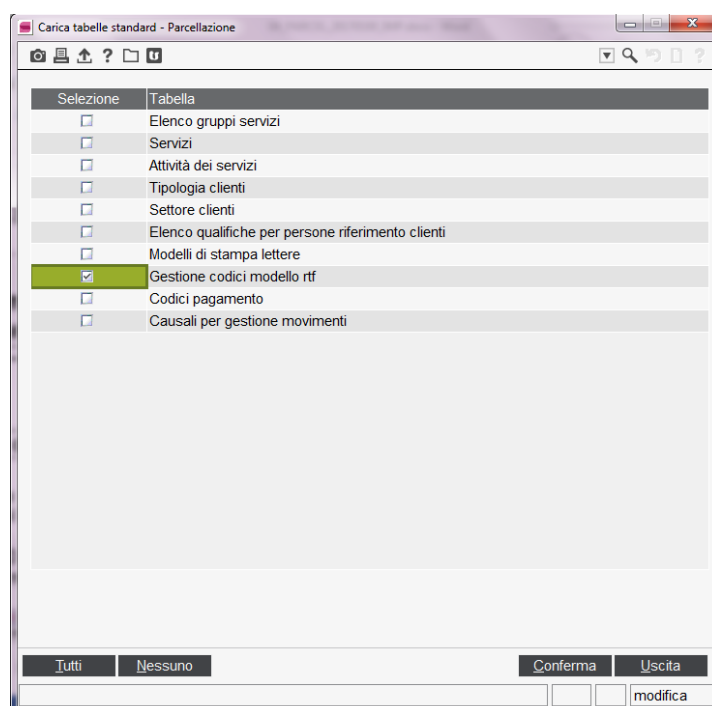 Carica tabelle standard - Parcellazione
Selezione Tabella
Elenco gruppi servizi
Servizi
Attività dei servizi
Tipologia clienti
Settore clienti
Elenco qualifiche per persone riferimento clienti
Modelli di stampa lettere
Gestione codici modello rtf
Codici pagamento
Causali per gestione movimenti
Tutti Nessuno Conferma Uscita
modifica